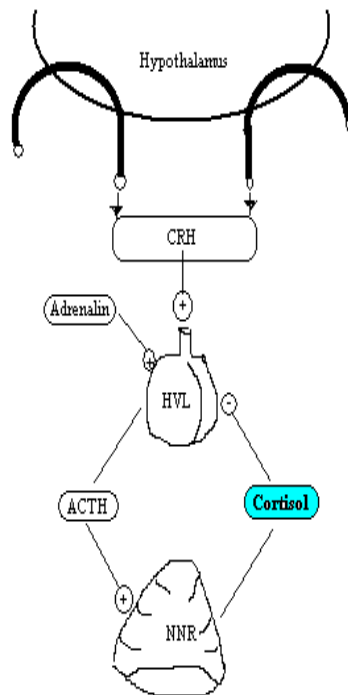 Hypothalamus
CRH
+
Adrenalin
+
HVL
-
ACTH
Cortisol
+
NNR